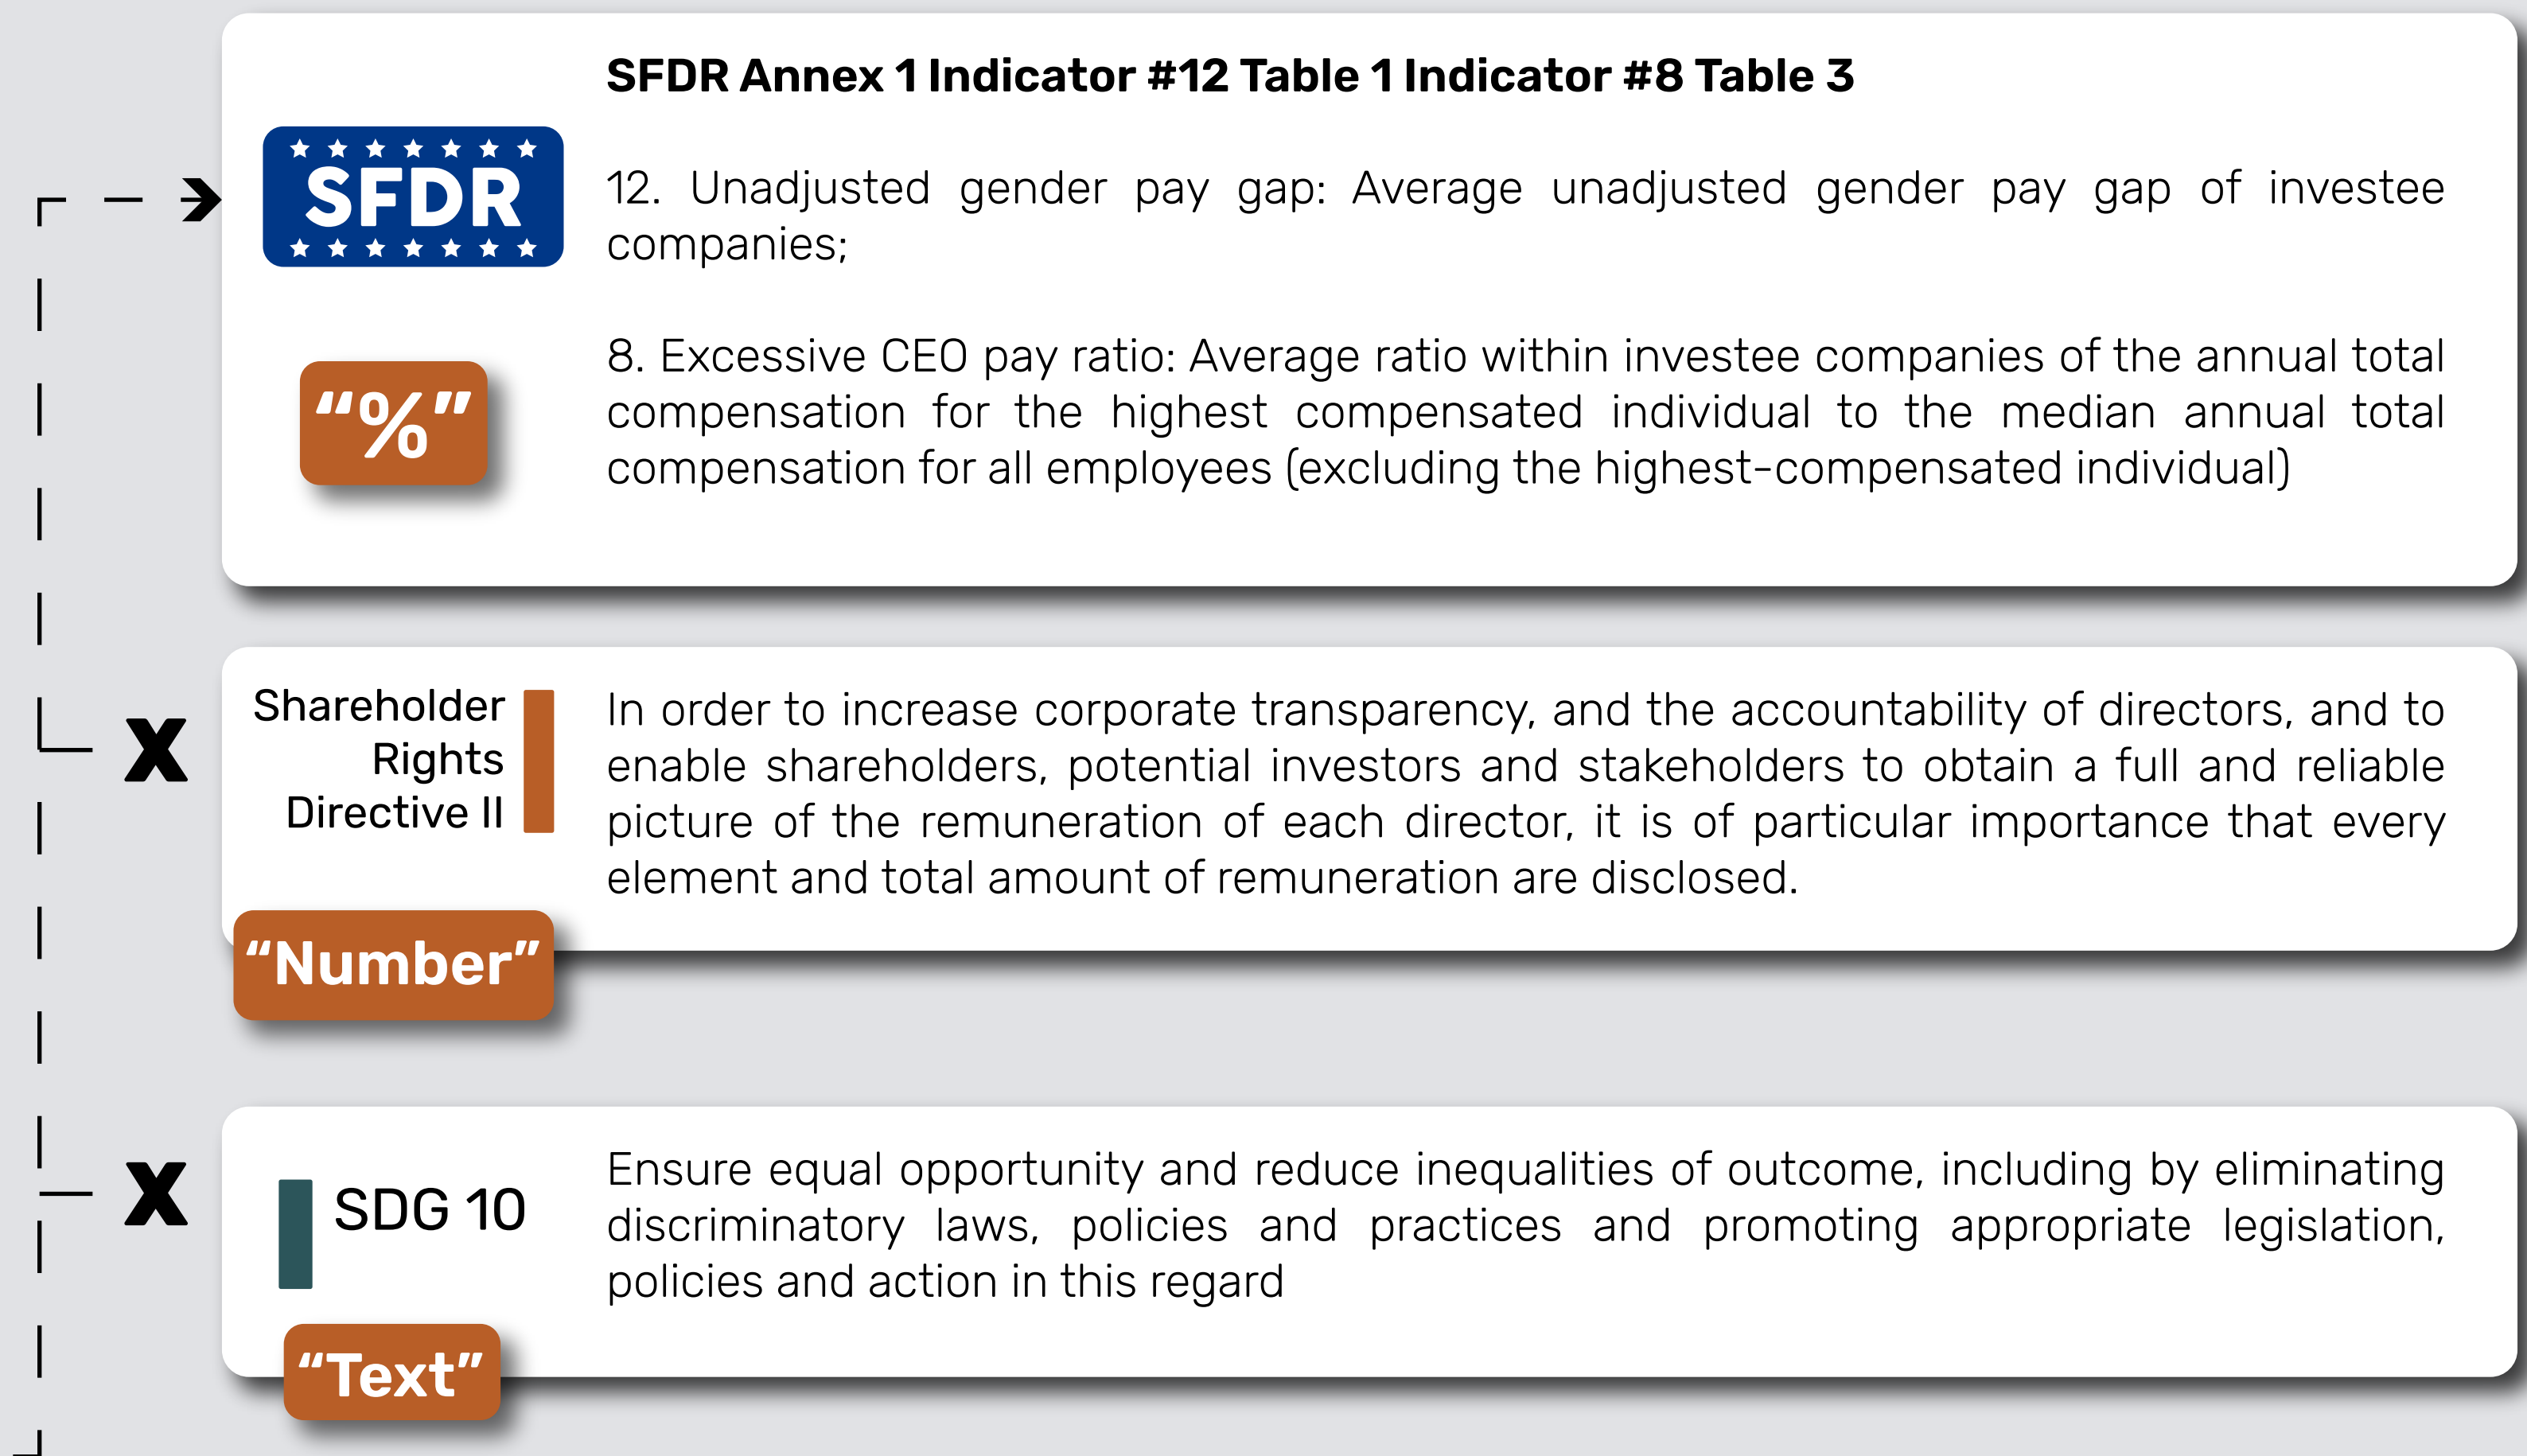 SFDR Annex 1 Indicator #12 Table 1 Indicator #8 Table 3
SFDR
12. Unadjusted gender pay gap: Average unadjusted gender pay gap of investee
companies;
"%"
8. Excessive CEO pay ratio: Average ratio within investee companies of the annual total
compensation for the highest compensated individual to the median annual total
compensation for all employees (excluding the highest-compensated individual)
X
Shareholder
Rights
Directive II
In order to increase corporate transparency, and the accountability of directors, and to
enable shareholders, potential investors and stakeholders to obtain a full and reliable
picture of the remuneration of each director, it is of particular importance that every
element and total amount of remuneration are disclosed.
"Number"
X
SDG 10
Ensure equal opportunity and reduce inequalities of outcome, including by eliminating
discriminatory laws, policies and practices and promoting appropriate legislation,
policies and action in this regard
"Text"